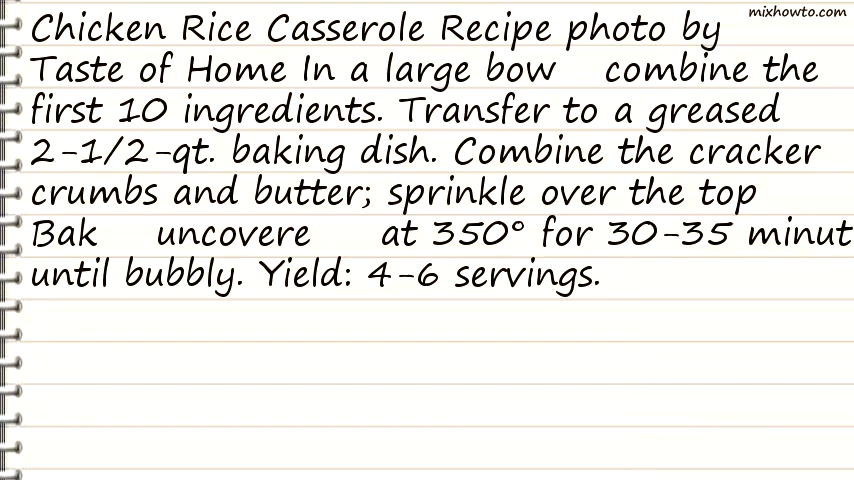 mixhowto.com
Chicken Rice Casserole Recipe photo by
Taste of Home In a large bow combine the
first 10 ingredients. Transfer to a greased
2-1/2-qt. baking dish. Combine the cracker
crumbs and butter; sprinkle over the top
Bak uncovere at 350° for 30-35 minut
until bubbly. Yield: 4-6 servings.